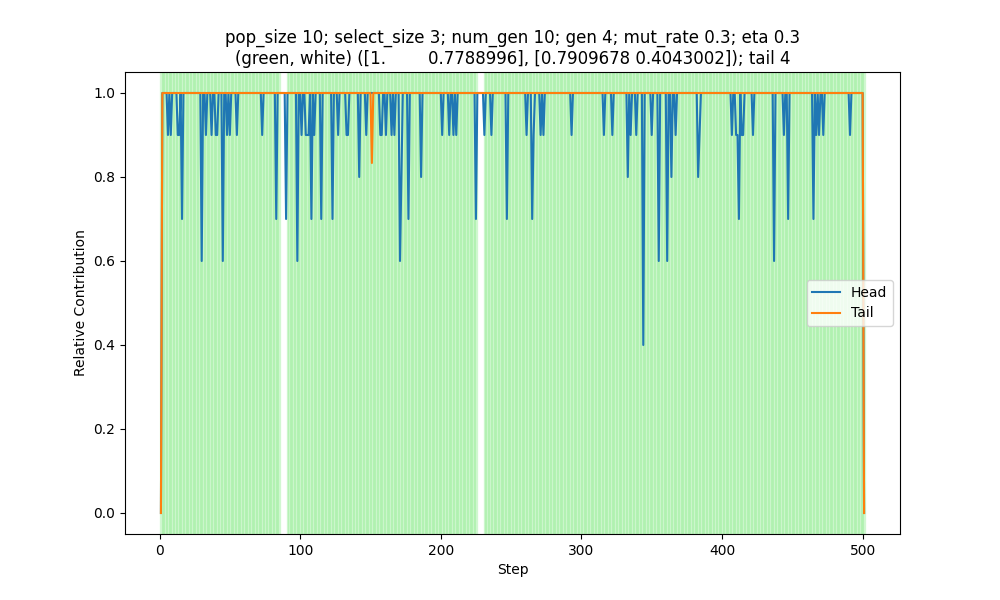 pop_size 10; select_size 3; num_gen 10; gen 4; mut_rate 0.3; eta 0.3
(green, white) ([1.        0.7788996], [0.7909678 0.4043002]); tail 4
1.0
0.8
0.6
0.4
0.2
0.0
Relative Contribution
Head
Tail
0 100 200 300 400 500
Step